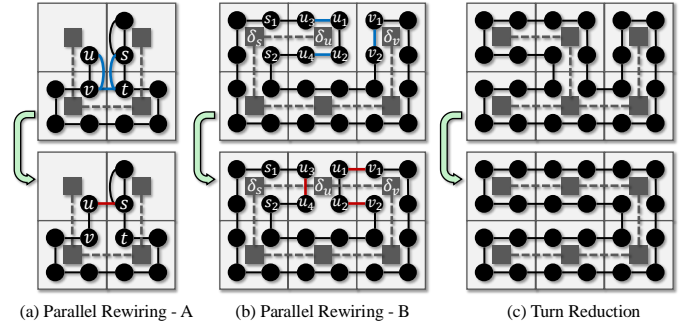 s₁ u₃ u₁ v₁
δₛ δᵤ δᵥ
u s
s₂ u₄ u₂ v₂
v t
s₁ u₃ u₁ v₁
δₛ δᵤ δᵥ
u s
s₂ u₄ u₂ v₂
v t
(a) Parallel Rewiring - A
(b) Parallel Rewiring - B
(c) Turn Reduction